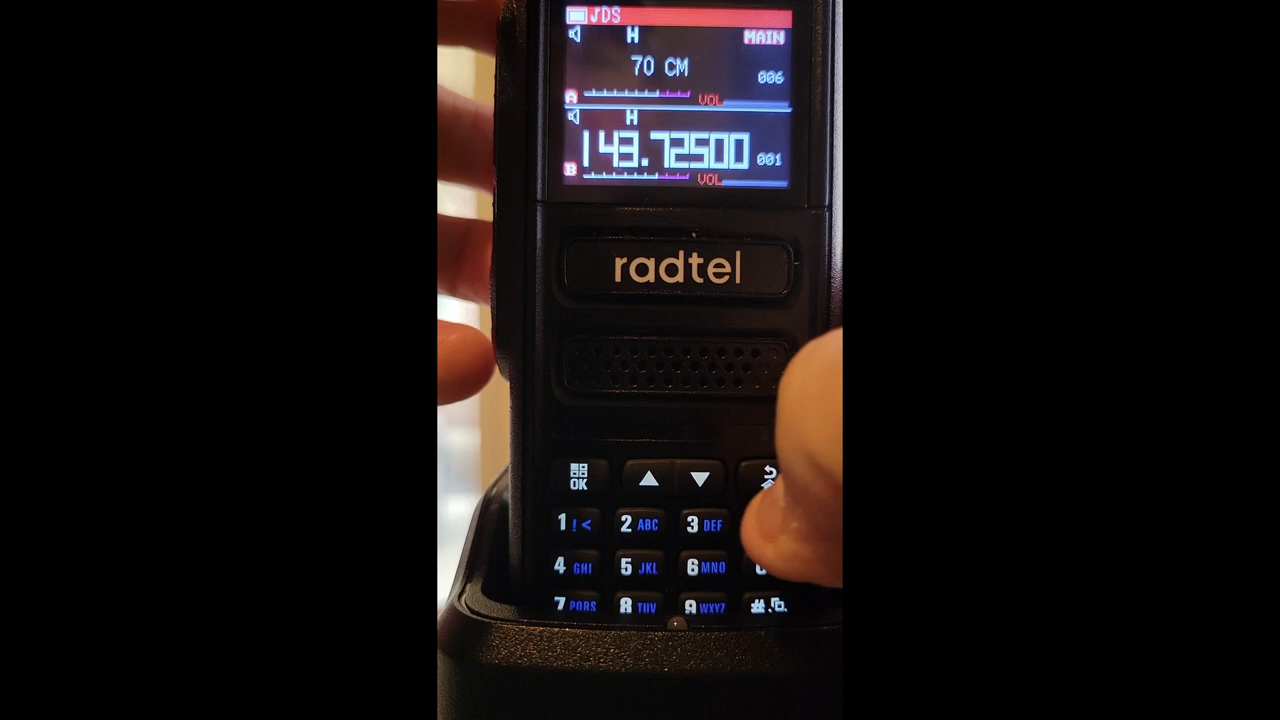 DS
H MAIN
70 CM 006
A VOL
H
143.72500 001
B VOL
radtel
OK
1 ! < 2 ABC 3 DEF
4 GHI 5 JKL 6 MNO
7 PQRS 8 TUV 9 WXYZ #